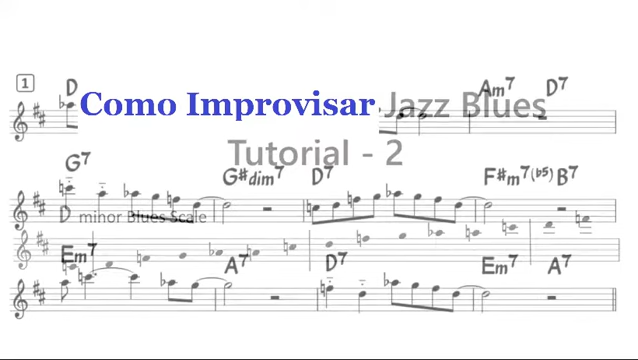 1
D Am7 D7
Como Improvisar Jazz Blues
Tutorial - 2
G7 G#dim7 D7 F#m7(b5) B7
D minor Blues Scale
Em7 A7 D7 Em7 A7